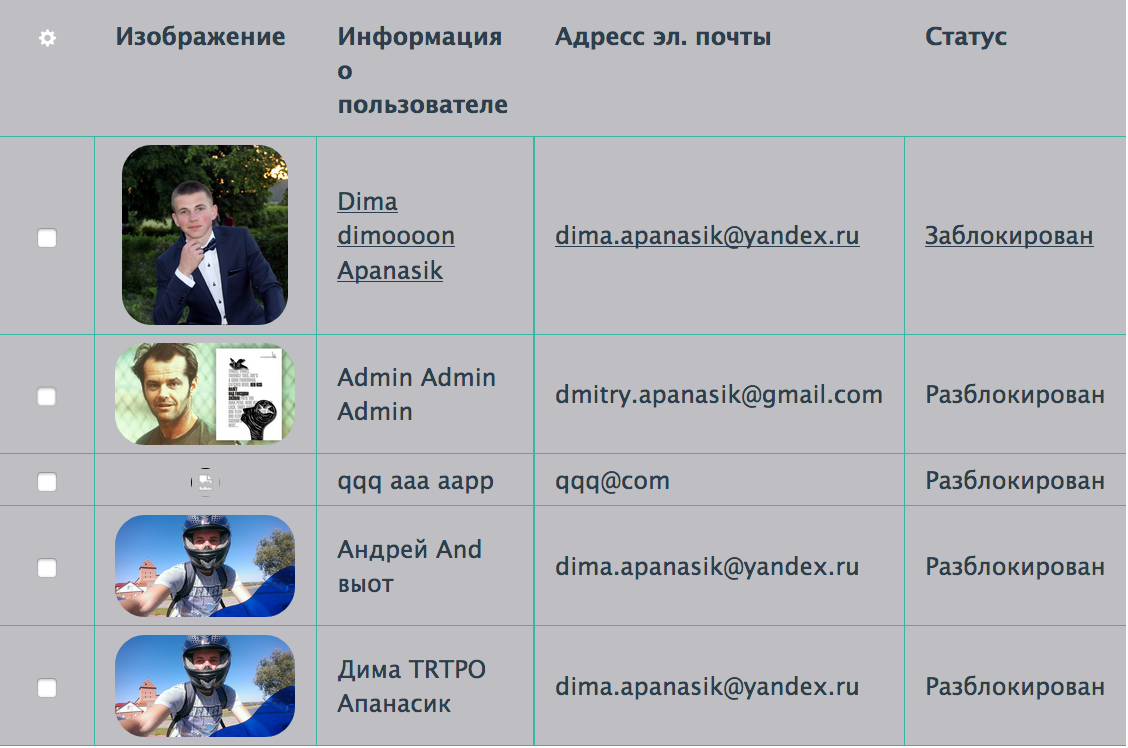 Изображение
Информация
о
пользователе
Адресс эл. почты
Статус
Dima
dimoooon
Apanasik
dima.apanasik@yandex.ru
Заблокирован
Admin Admin
Admin
dmitry.apanasik@gmail.com
Разблокирован
qqq aaa aapp
qqq@com
Разблокирован
Андрей And
выот
dima.apanasik@yandex.ru
Разблокирован
Дима TRTPO
Апанасик
dima.apanasik@yandex.ru
Разблокирован